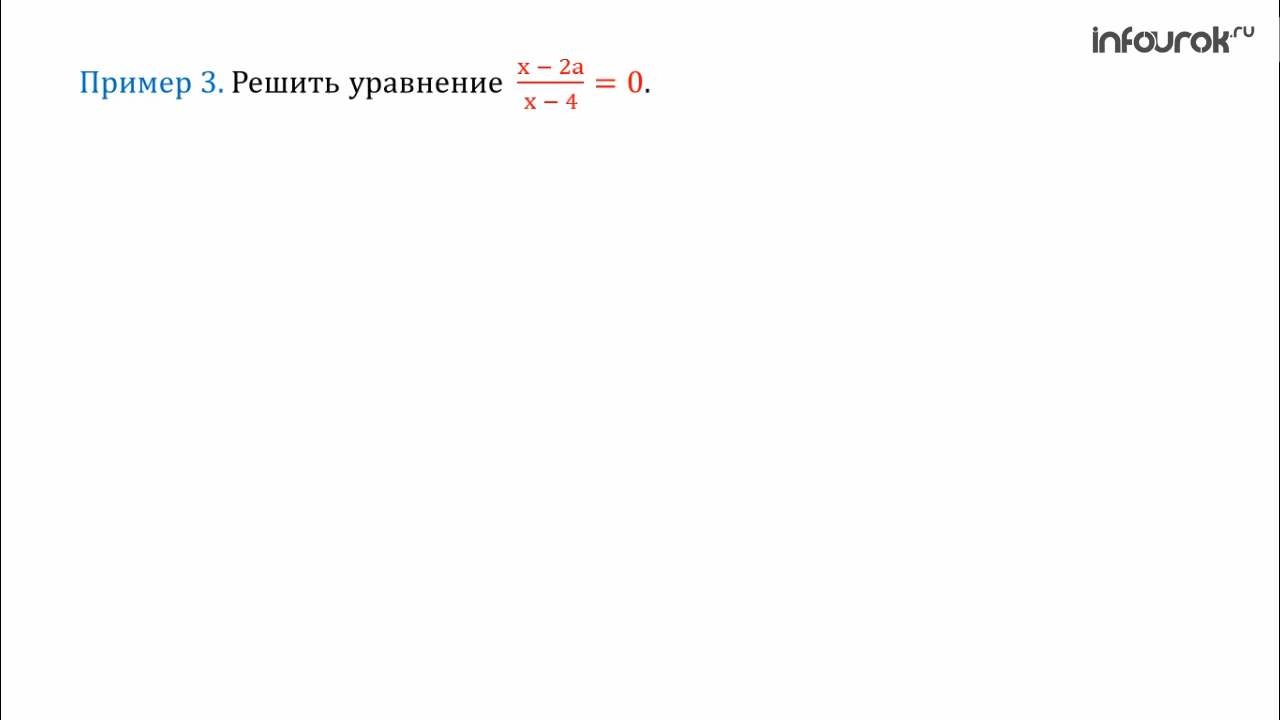 infourok.ru
Пример 3. Решить уравнение (x − 2a)/(x − 4) = 0.